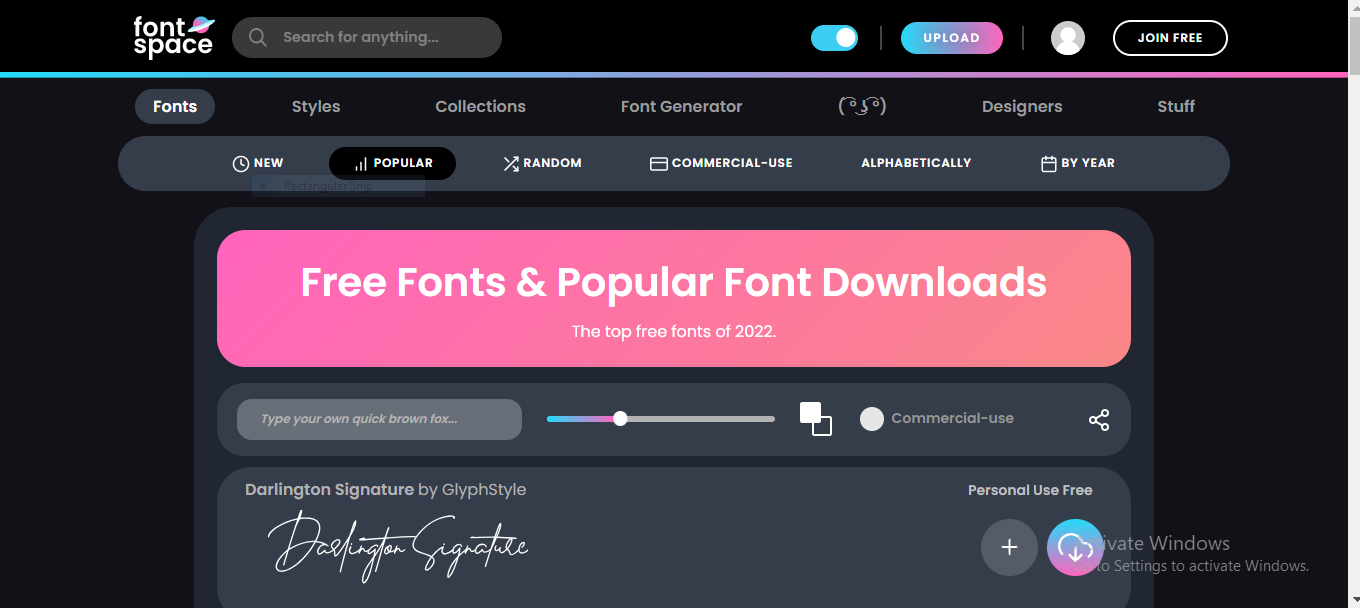 font space
Search for anything...
UPLOAD
JOIN FREE
Fonts Styles Collections Font Generator ( ͡° ͜ʖ ͡°) Designers Stuff
NEW POPULAR RANDOM COMMERCIAL-USE ALPHABETICALLY BY YEAR
Rectangular Snip
Free Fonts & Popular Font Downloads
The top free fonts of 2022.
Type your own quick brown fox...
Commercial-use
Darlington Signature by GlyphStyle
Personal Use Free
Darlington Signature
Activate Windows
Go to Settings to activate Windows.